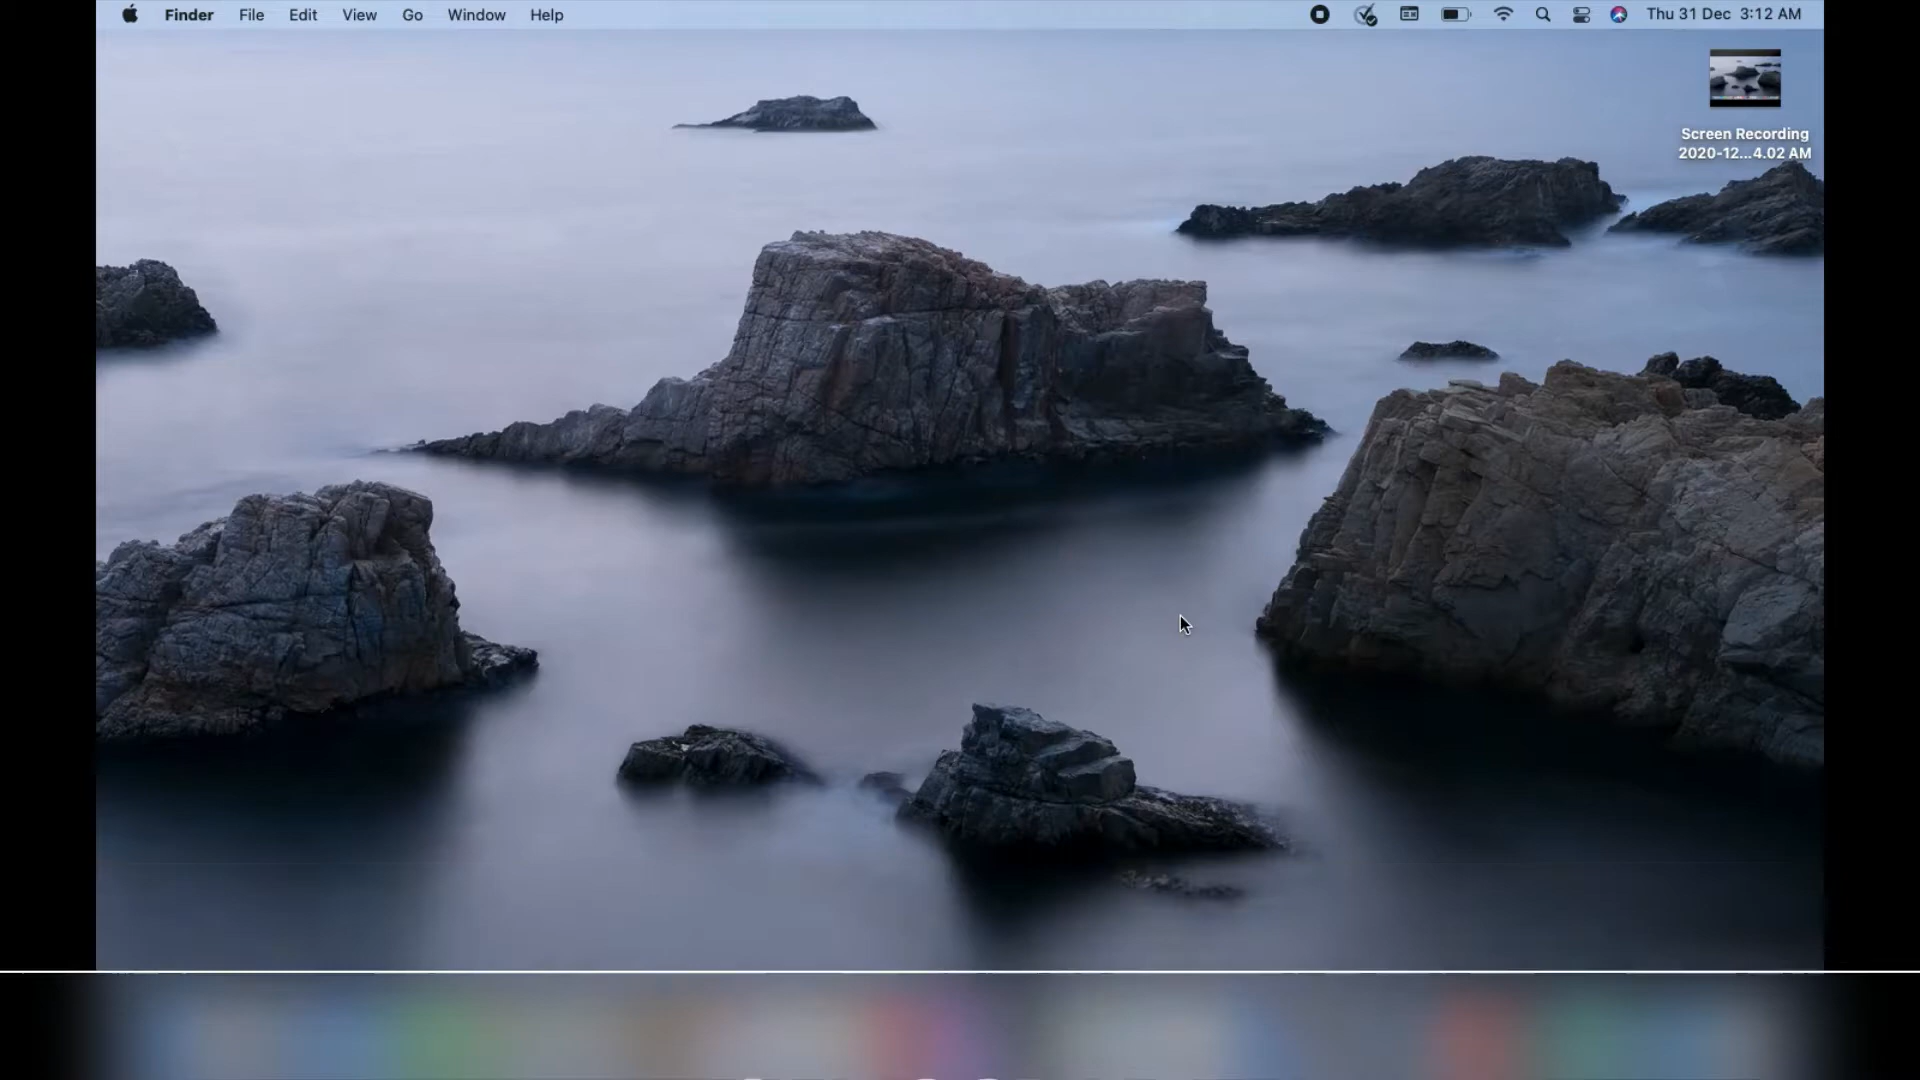 Finder File Edit View Go Window Help Thu 31 Dec 3:12 AM
Screen Recording
2020-12...4.02 AM